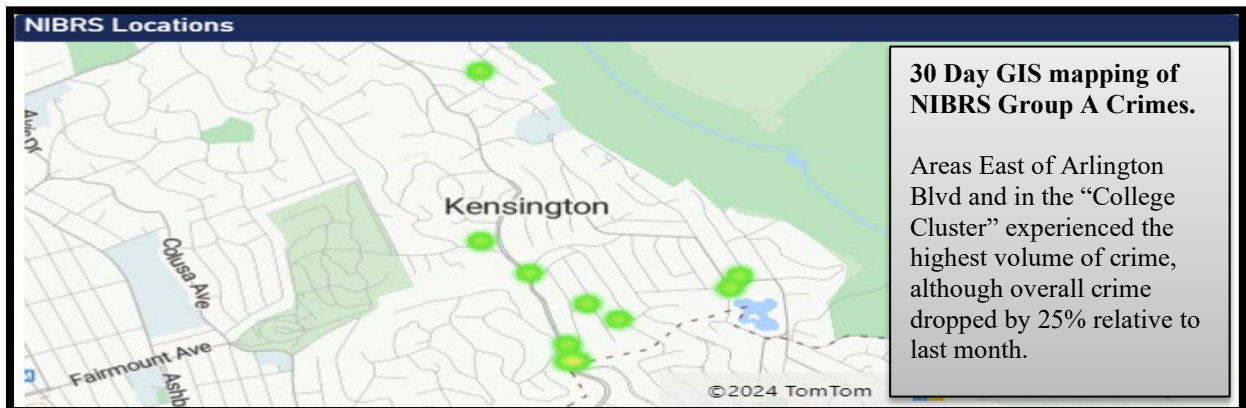 NIBRS Locations
30 Day GIS mapping of
NIBRS Group A Crimes.
Areas East of Arlington
Blvd and in the “College
Cluster” experienced the
highest volume of crime,
although overall crime
dropped by 25% relative to
last month.
Kensington
Colusa Ave
Fairmount Ave
©2024 TomTom